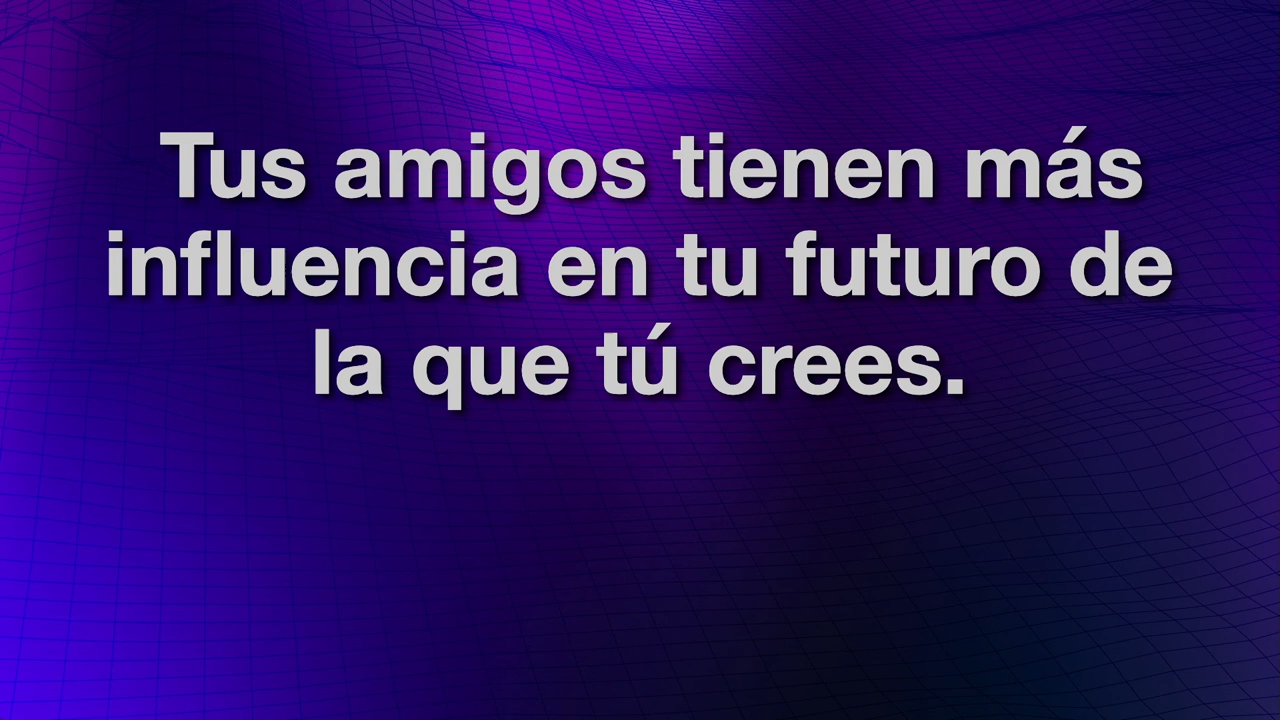 Tus amigos tienen más
influencia en tu futuro de
la que tú crees.